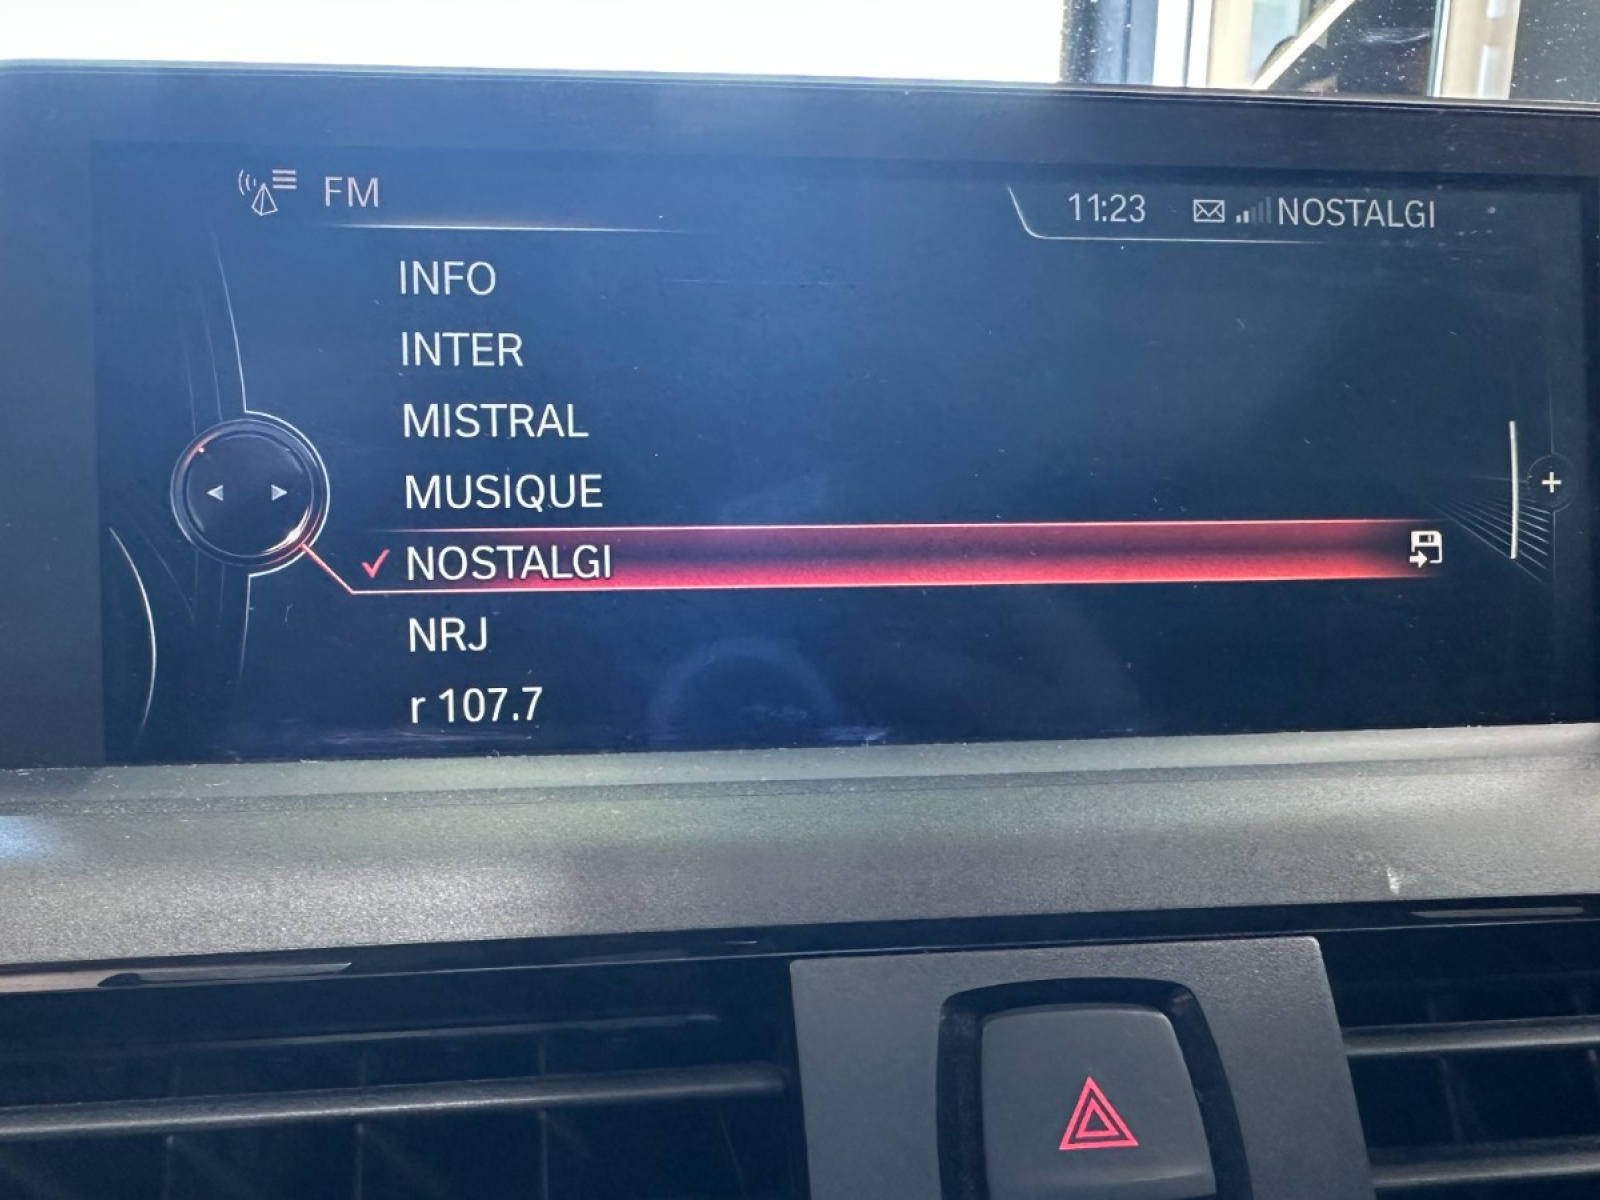 FM
11:23 NOSTALGI
INFO
INTER
MISTRAL
MUSIQUE
NOSTALGI
NRJ
r 107.7